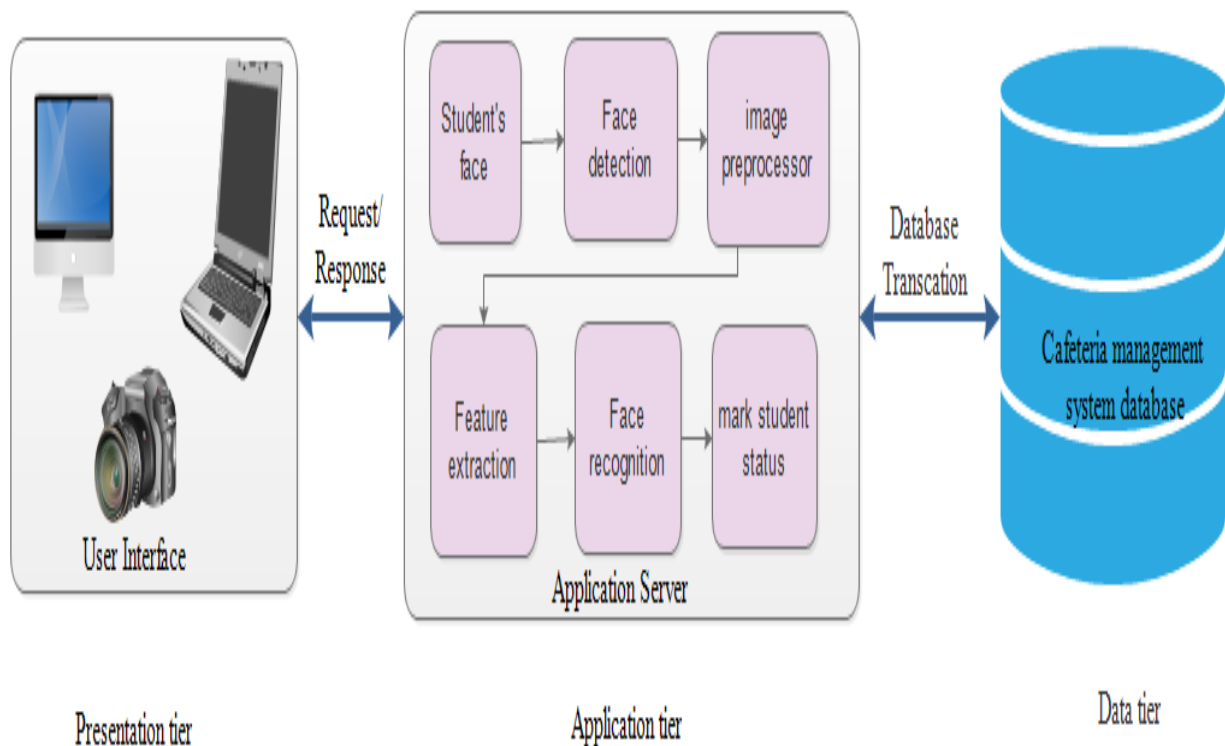 Student's
face
Face
detection
image
preprocessor
Request/
Response
Database
Transcation
Feature
extraction
Face
recognition
mark student
status
Cafeteria management
system database
User Interface
Application Server
Presentation tier
Application tier
Data tier